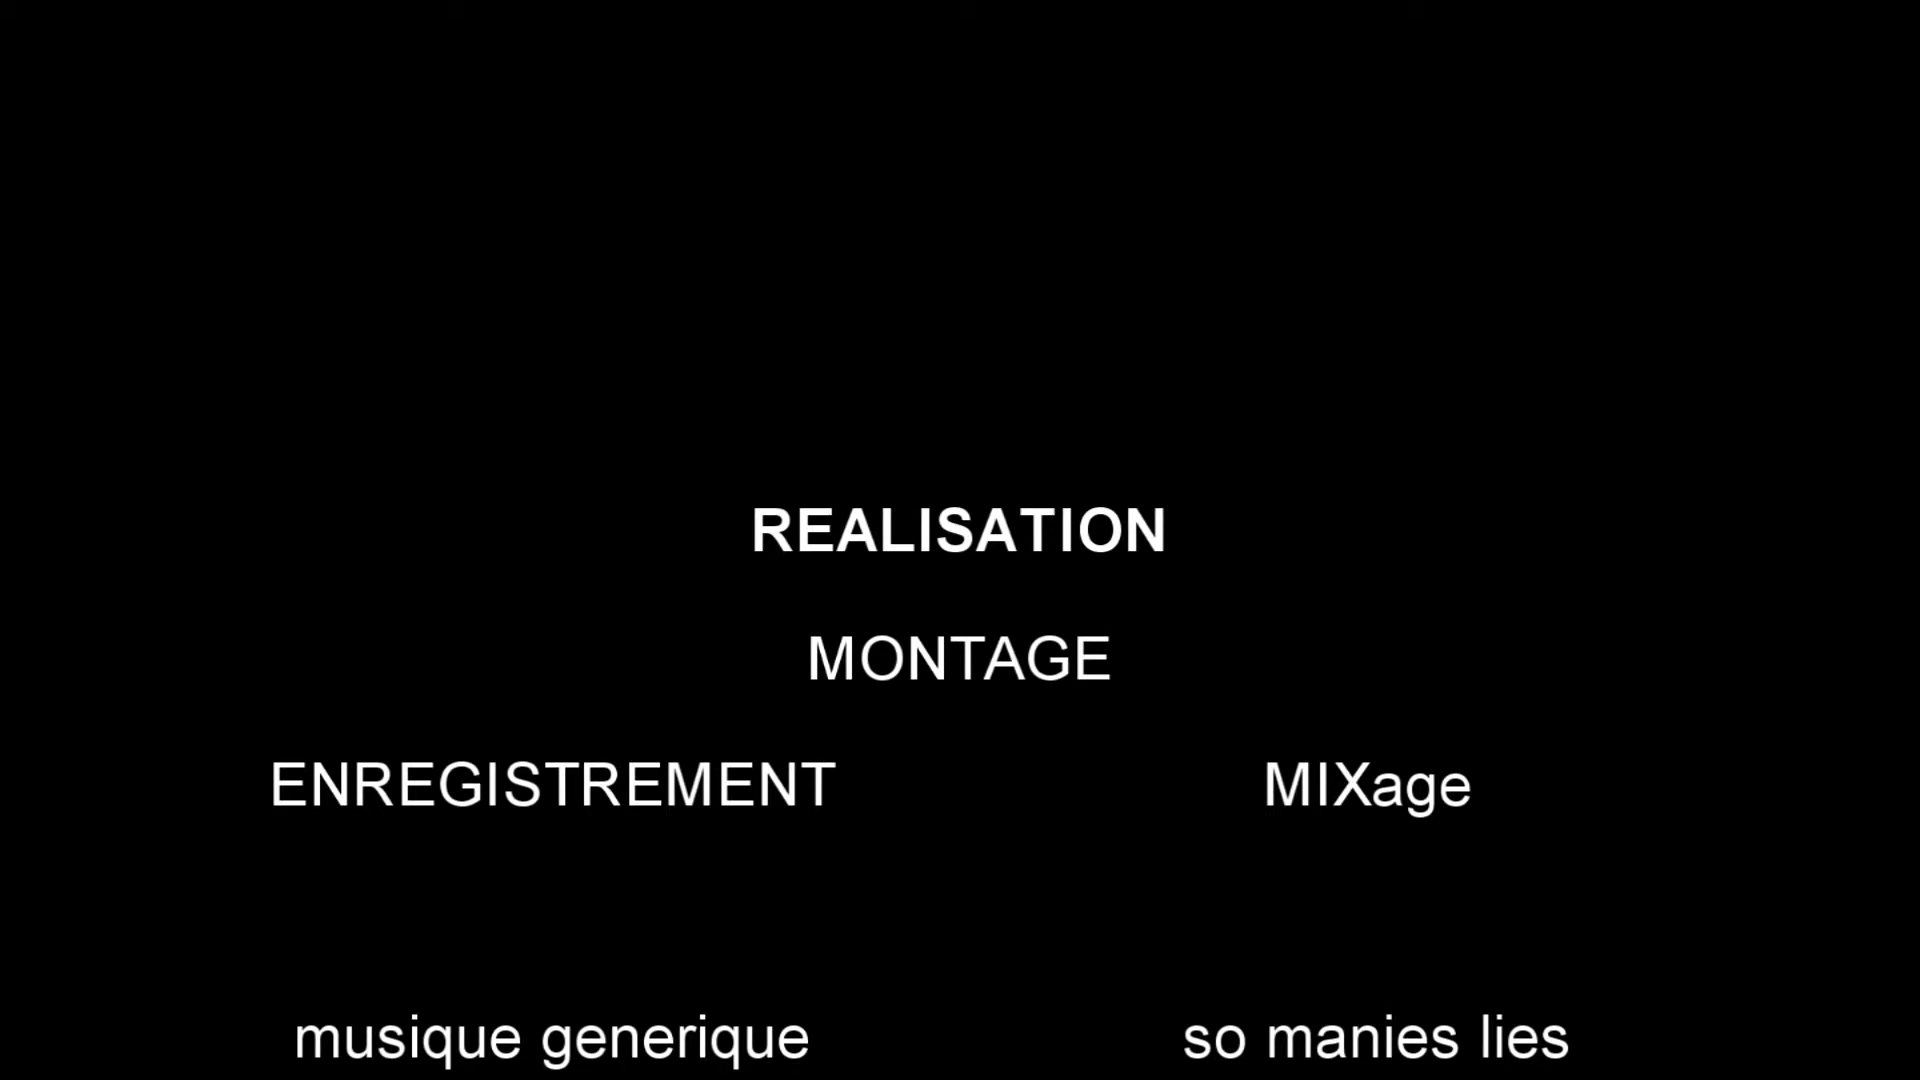 REALISATION
MONTAGE
ENREGISTREMENT MIXage
musique generique so manies lies